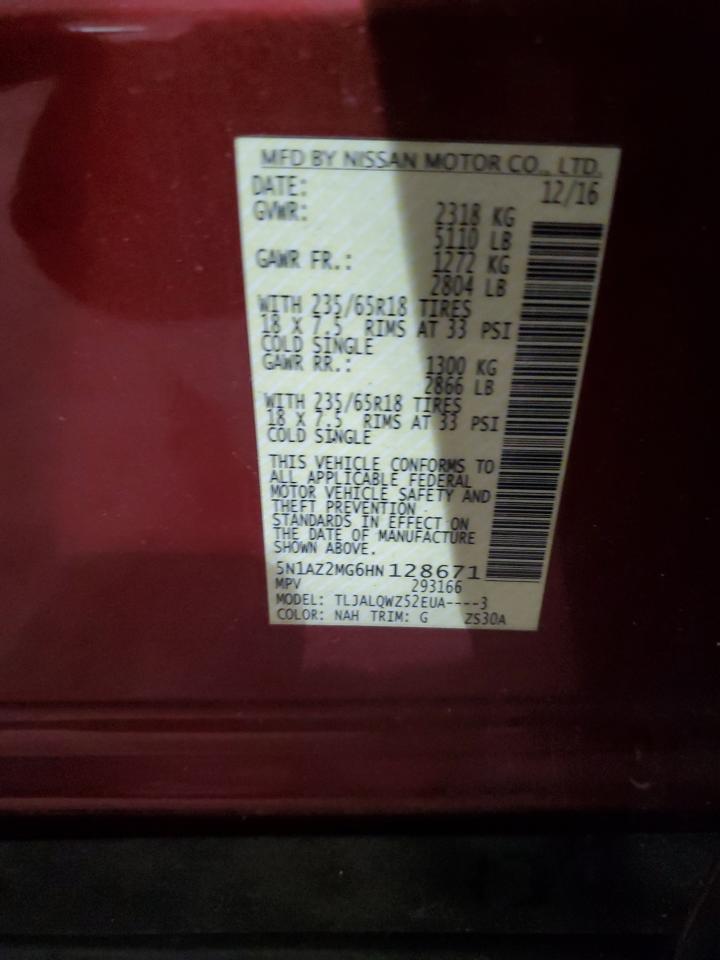 MFD BY NISSAN MOTOR CO., LTD.
DATE: 12/16
GVWR: 2318 KG
5110 LB
GAWR FR.: 1272 KG
2804 LB
WITH 235/65R18 TIRES
18 X 7.5 RIMS AT 33 PSI
COLD SINGLE
GAWR RR.: 1300 KG
2866 LB
WITH 235/65R18 TIRES
18 X 7.5 RIMS AT 33 PSI
COLD SINGLE
THIS VEHICLE CONFORMS TO
ALL APPLICABLE FEDERAL
MOTOR VEHICLE SAFETY AND
THEFT PREVENTION
STANDARDS IN EFFECT ON
THE DATE OF MANUFACTURE
SHOWN ABOVE.
5N1AZ2MG6HN128671
MPV 293166
MODEL: TLJALQWZ52EUA----3
COLOR: NAH TRIM: G ZS30A